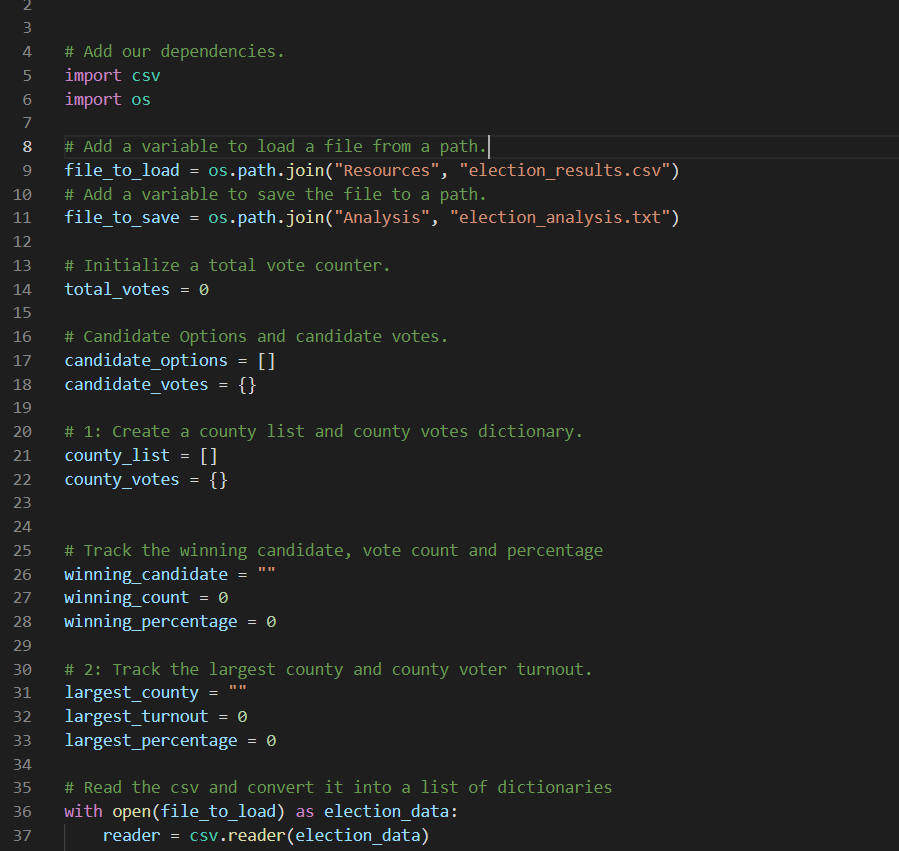 2
3
4 # Add our dependencies.
5 import csv
6 import os
7
8 # Add a variable to load a file from a path.
9 file_to_load = os.path.join("Resources", "election_results.csv")
10 # Add a variable to save the file to a path.
11 file_to_save = os.path.join("Analysis", "election_analysis.txt")
12
13 # Initialize a total vote counter.
14 total_votes = 0
15
16 # Candidate Options and candidate votes.
17 candidate_options = []
18 candidate_votes = {}
19
20 # 1: Create a county list and county votes dictionary.
21 county_list = []
22 county_votes = {}
23
24
25 # Track the winning candidate, vote count and percentage
26 winning_candidate = ""
27 winning_count = 0
28 winning_percentage = 0
29
30 # 2: Track the largest county and county voter turnout.
31 largest_county = ""
32 largest_turnout = 0
33 largest_percentage = 0
34
35 # Read the csv and convert it into a list of dictionaries
36 with open(file_to_load) as election_data:
37     reader = csv.reader(election_data)